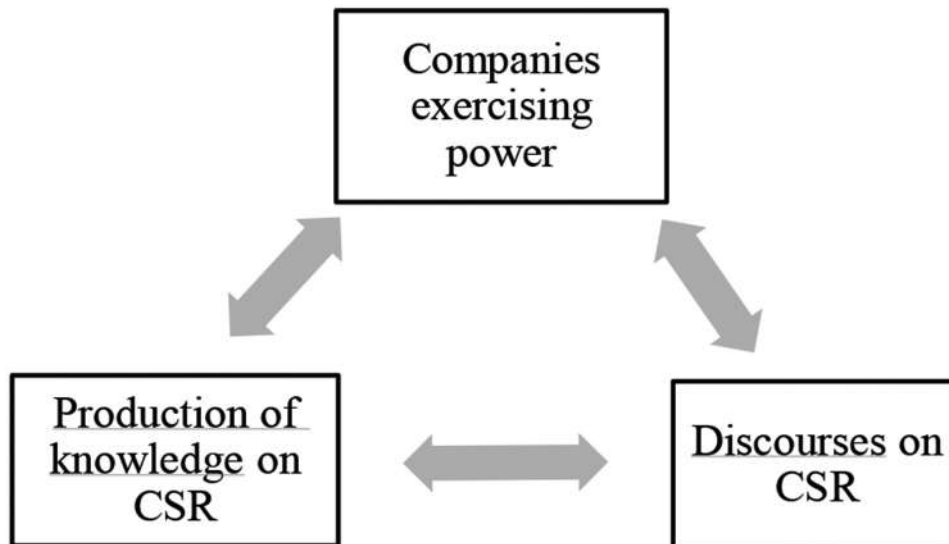 Companies
exercising
power
Production of
knowledge on
CSR
Discourses on
CSR